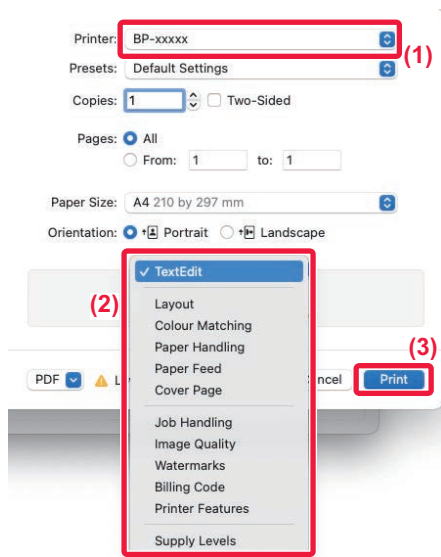 Printer: BP-xxxxx
(1)
Presets: Default Settings
Copies: 1 Two-Sided
Pages: All
From: 1 to: 1
Paper Size: A4 210 by 297 mm
Orientation: Portrait Landscape
✓ TextEdit
(2)
Layout
Colour Matching
Paper Handling
(3)
Paper Feed
PDF L ncel Print
Cover Page
Job Handling
Image Quality
Watermarks
Billing Code
Printer Features
Supply Levels